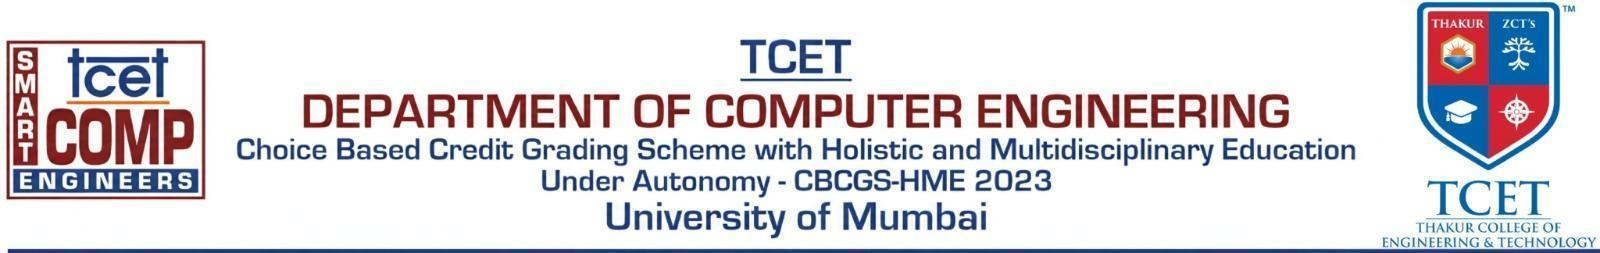 SMART
tcet
COMP
ENGINEERS
TCET
DEPARTMENT OF COMPUTER ENGINEERING
Choice Based Credit Grading Scheme with Holistic and Multidisciplinary Education
Under Autonomy - CBCGS-HME 2023
University of Mumbai
THAKUR ZCT'S
TM
TCET
THAKUR COLLEGE OF
ENGINEERING & TECHNOLOGY